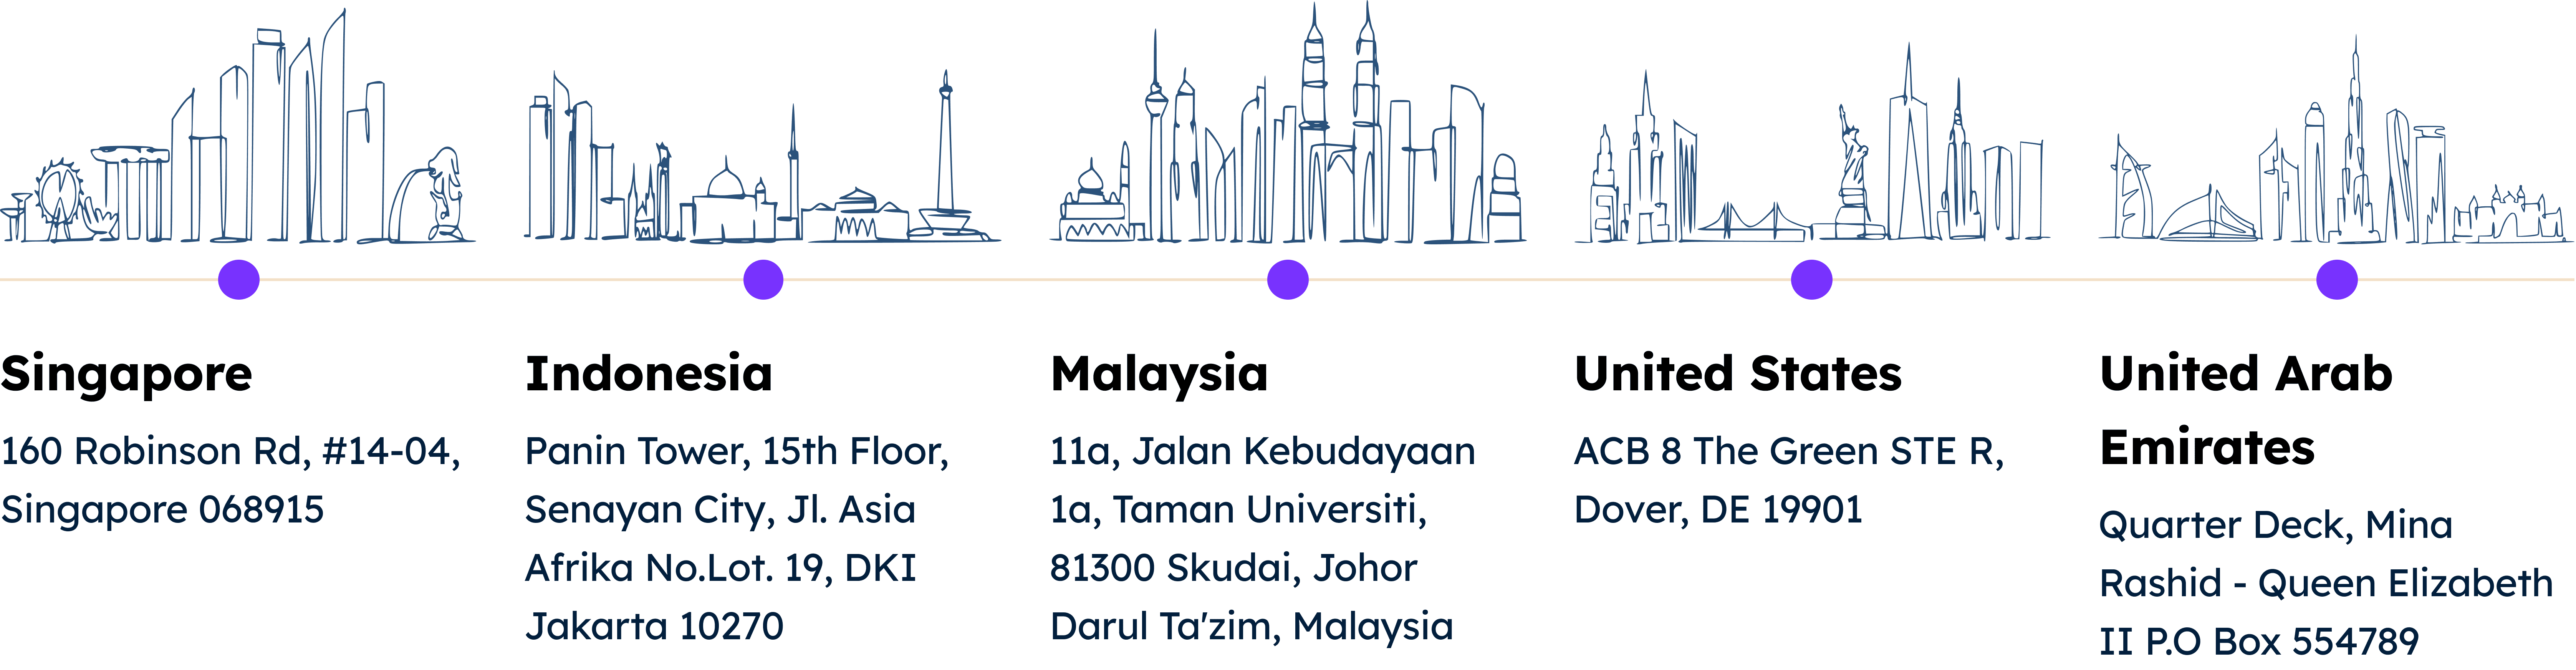 Singapore
160 Robinson Rd, #14-04,
Singapore 068915
Indonesia
Panin Tower, 15th Floor,
Senayan City, Jl. Asia
Afrika No.Lot. 19, DKI
Jakarta 10270
Malaysia
11a, Jalan Kebudayaan
1a, Taman Universiti,
81300 Skudai, Johor
Darul Ta'zim, Malaysia
United States
ACB 8 The Green STE R,
Dover, DE 19901
United Arab
Emirates
Quarter Deck, Mina
Rashid - Queen Elizabeth
II P.O Box 554789